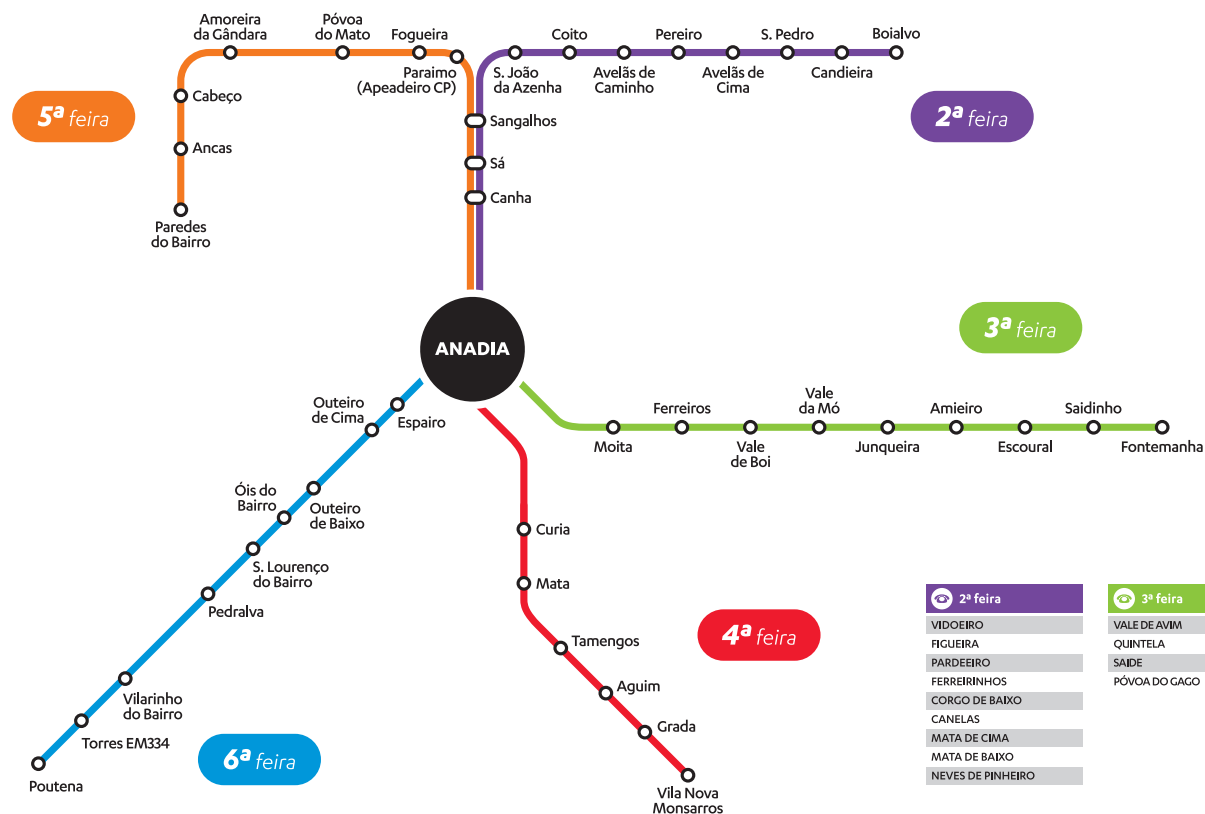 Amoreira
da Gândara
Póvoa
do Mato
Fogueira
Paraimo
(Apeadeiro CP)
Cabeço
Ancas
Paredes
do Bairro
5ª feira
S. João
da Azenha
Coito
Avelãs de
Caminho
Pereiro
Avelãs de
Cima
S. Pedro
Candieira
Boialvo
2ª feira
Sangalhos
Sá
Canha
ANADIA
3ª feira
Moita
Ferreiros
Vale
de Boi
Vale
da Mó
Junqueira
Amieiro
Escoural
Saidinho
Fontemanha
Espairo
Outeiro
de Cima
Outeiro
de Baixo
Óis do
Bairro
S. Lourenço
do Bairro
Pedralva
Vilarinho
do Bairro
Torres EM334
Poutena
6ª feira
Curia
Mata
Tamengos
Aguim
Grada
Vila Nova
Monsarros
4ª feira
2ª feira
VIDOEIRO
FIGUEIRA
PARDEEIRO
FERREIRINHOS
CORGO DE BAIXO
CANELAS
MATA DE CIMA
MATA DE BAIXO
NEVES DE PINHEIRO
3ª feira
VALE DE AVIM
QUINTELA
SAIDE
PÓVOA DO GAGO